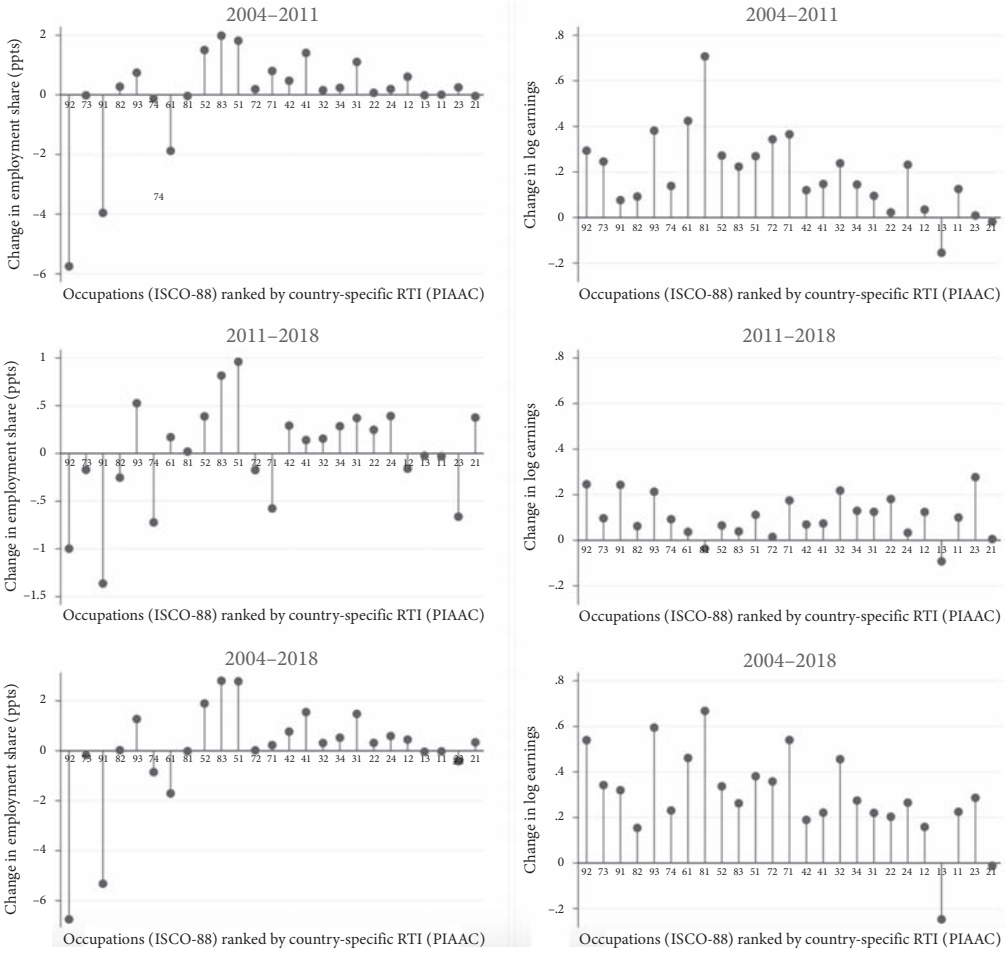 2004–2011
Change in employment share (ppts)
2
0
–2
–4
–6
92 73 91 82 93 74 61 81 52 83 51 72 71 42 41 32 34 31 22 24 12 13 11 23 21
74
Occupations (ISCO-88) ranked by country-specific RTI (PIAAC)
2004–2011
Change in log earnings
.8
.6
.4
.2
0
–.2
92 73 91 82 93 74 61 81 52 83 51 72 71 42 41 32 34 31 22 24 12 13 11 23 21
Occupations (ISCO-88) ranked by country-specific RTI (PIAAC)
2011–2018
Change in employment share (ppts)
1
.5
0
–.5
–1
–1.5
92 73 91 82 93 74 61 81 52 83 51 72 71 42 41 32 34 31 22 24 12 13 11 23 21
Occupations (ISCO-88) ranked by country-specific RTI (PIAAC)
2011–2018
Change in log earnings
.8
.6
.4
.2
0
–.2
92 73 91 82 93 74 61 81 52 83 51 72 71 42 41 32 34 31 22 24 12 13 11 23 21
Occupations (ISCO-88) ranked by country-specific RTI (PIAAC)
2004–2018
Change in employment share (ppts)
2
0
–2
–4
–6
92 73 91 82 93 74 61 81 52 83 51 72 71 42 41 32 34 31 22 24 12 13 11 23 21
Occupations (ISCO-88) ranked by country-specific RTI (PIAAC)
2004–2018
Change in log earnings
.8
.6
.4
.2
0
–.2
92 73 91 82 93 74 61 81 52 83 51 72 71 42 41 32 34 31 22 24 12 13 11 23 21
Occupations (ISCO-88) ranked by country-specific RTI (PIAAC)